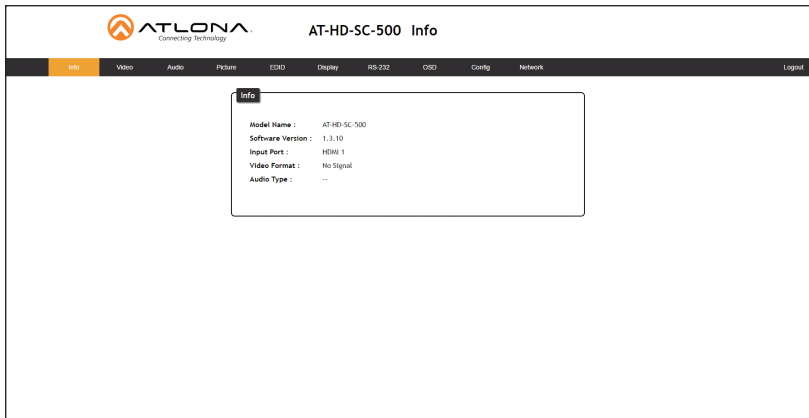 ATLONA.
Connecting Technology
AT-HD-SC-500 Info
Info Video Audio Picture EDID Display RS-232 OSD Config Network Logout
Info
Model Name : AT-HD-SC-500
Software Version : 1.3.10
Input Port : HDMI 1
Video Format : No Signal
Audio Type : --